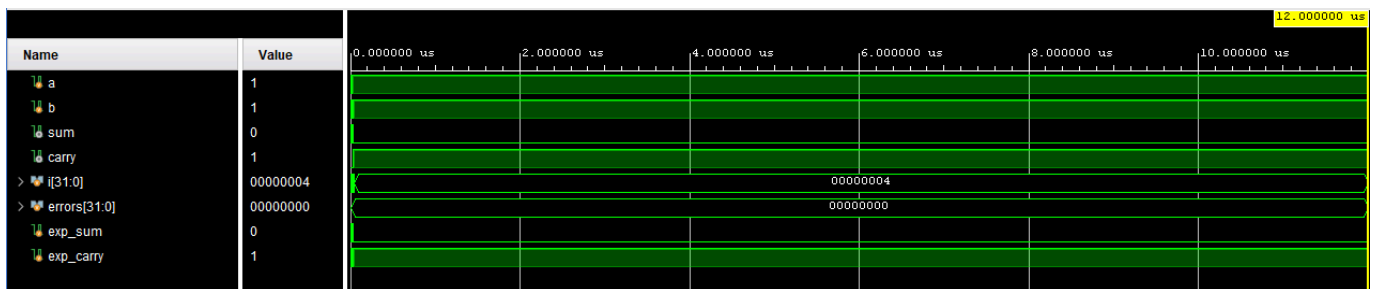 12.000000 us
Name Value 0.000000 us 2.000000 us 4.000000 us 6.000000 us 8.000000 us 10.000000 us
a 1
b 1
sum 0
carry 1
> i[31:0] 00000004 00000004
> errors[31:0] 00000000 00000000
exp_sum 0
exp_carry 1